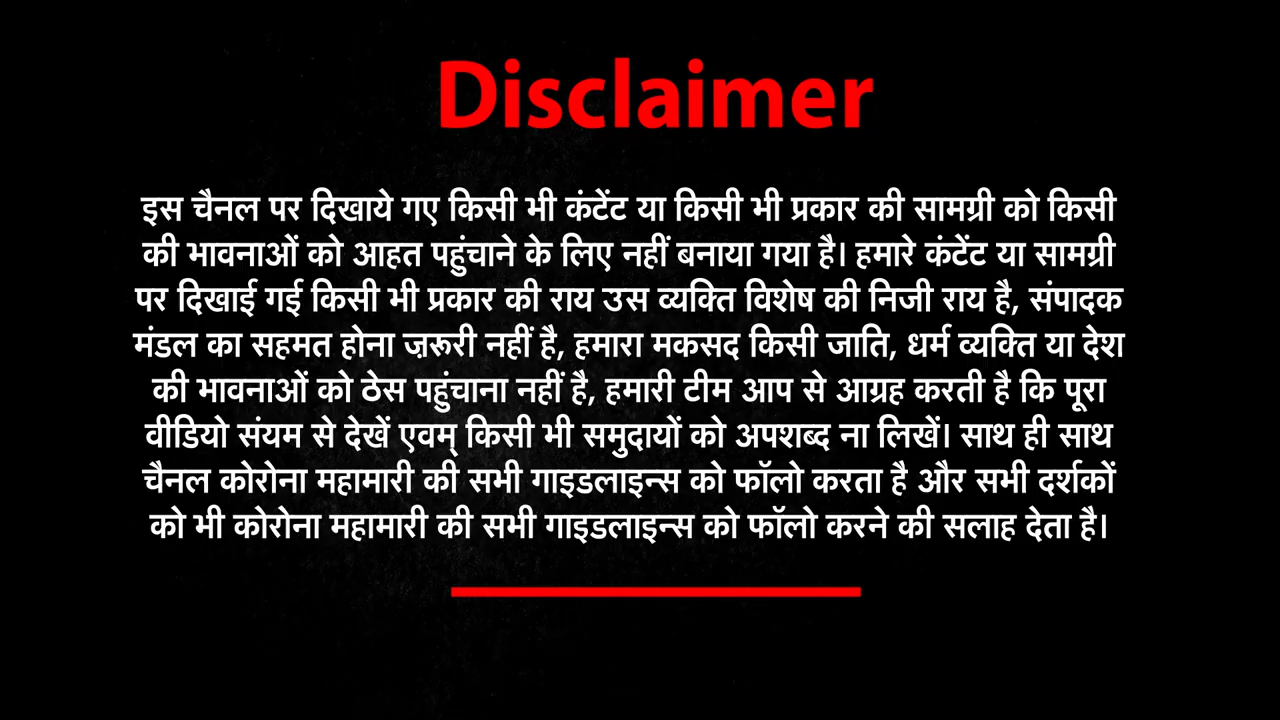 Disclaimer
इस चैनल पर दिखाये गए किसी भी कंटेंट या किसी भी प्रकार की सामग्री को किसी
की भावनाओं को आहत पहुंचाने के लिए नहीं बनाया गया है। हमारे कंटेंट या सामग्री
पर दिखाई गई किसी भी प्रकार की राय उस व्यक्ति विशेष की निजी राय है, संपादक
मंडल का सहमत होना ज़रूरी नहीं है, हमारा मकसद किसी जाति, धर्म व्यक्ति या देश
की भावनाओं को ठेस पहुंचाना नहीं है, हमारी टीम आप से आग्रह करती है कि पूरा
वीडियो संयम से देखें एवम् किसी भी समुदायों को अपशब्द ना लिखें। साथ ही साथ
चैनल कोरोना महामारी की सभी गाइडलाइन्स को फॉलो करता है और सभी दर्शकों
को भी कोरोना महामारी की सभी गाइडलाइन्स को फॉलो करने की सलाह देता है।